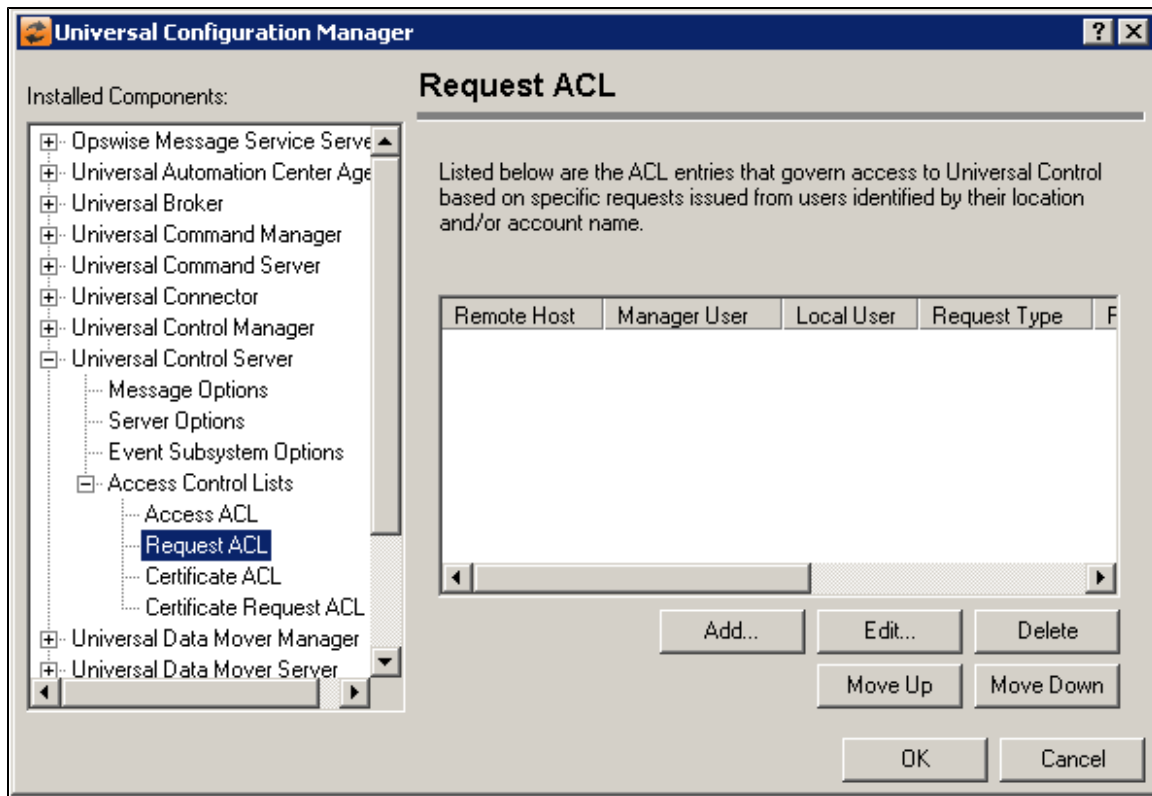 Universal Configuration Manager
Installed Components:
Opswise Message Service Serve
Universal Automation Center Age
Universal Broker
Universal Command Manager
Universal Command Server
Universal Connector
Universal Control Manager
Universal Control Server
Message Options
Server Options
Event Subsystem Options
Access Control Lists
Access ACL
Request ACL
Certificate ACL
Certificate Request ACL
Universal Data Mover Manager
Universal Data Mover Server
Request ACL
Listed below are the ACL entries that govern access to Universal Control
based on specific requests issued from users identified by their location
and/or account name.
Remote Host Manager User Local User Request Type
Add... Edit... Delete
Move Up Move Down
OK Cancel